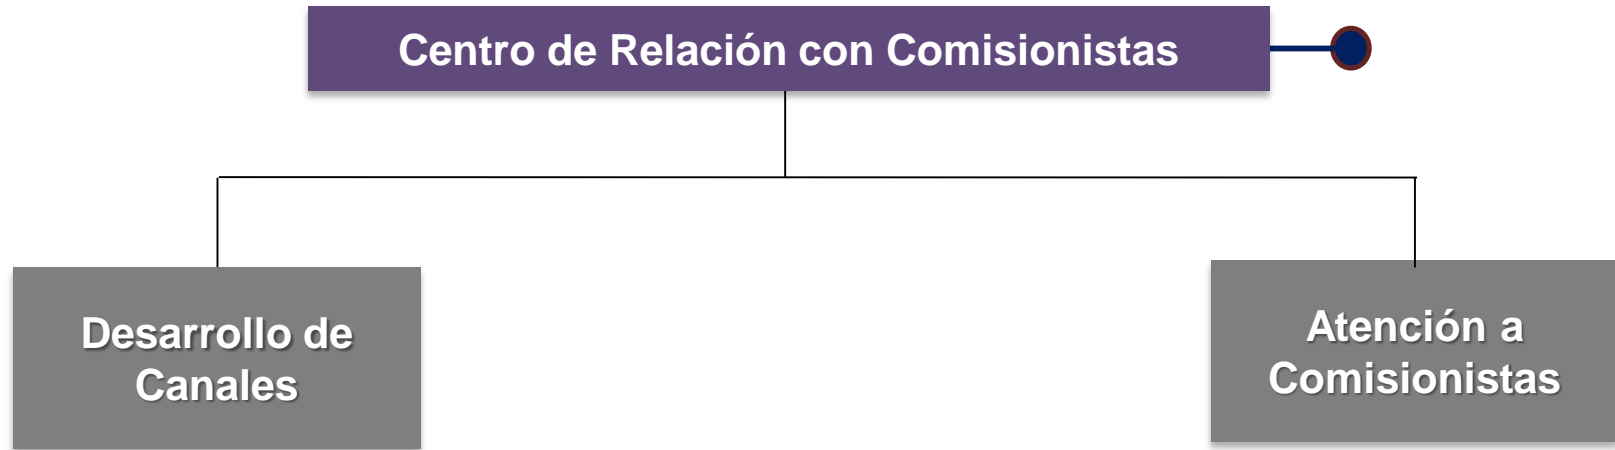 Centro de Relación con Comisionistas
Desarrollo de
Canales
Atención a
Comisionistas